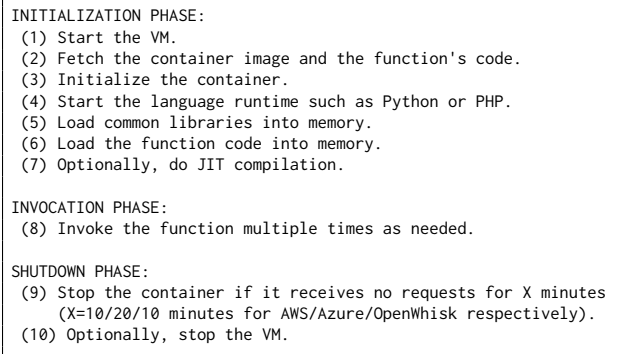 INITIALIZATION PHASE:
(1) Start the VM.
(2) Fetch the container image and the function's code.
(3) Initialize the container.
(4) Start the language runtime such as Python or PHP.
(5) Load common libraries into memory.
(6) Load the function code into memory.
(7) Optionally, do JIT compilation.
INVOCATION PHASE:
(8) Invoke the function multiple times as needed.
SHUTDOWN PHASE:
(9) Stop the container if it receives no requests for X minutes
(X=10/20/10 minutes for AWS/Azure/OpenWhisk respectively).
(10) Optionally, stop the VM.